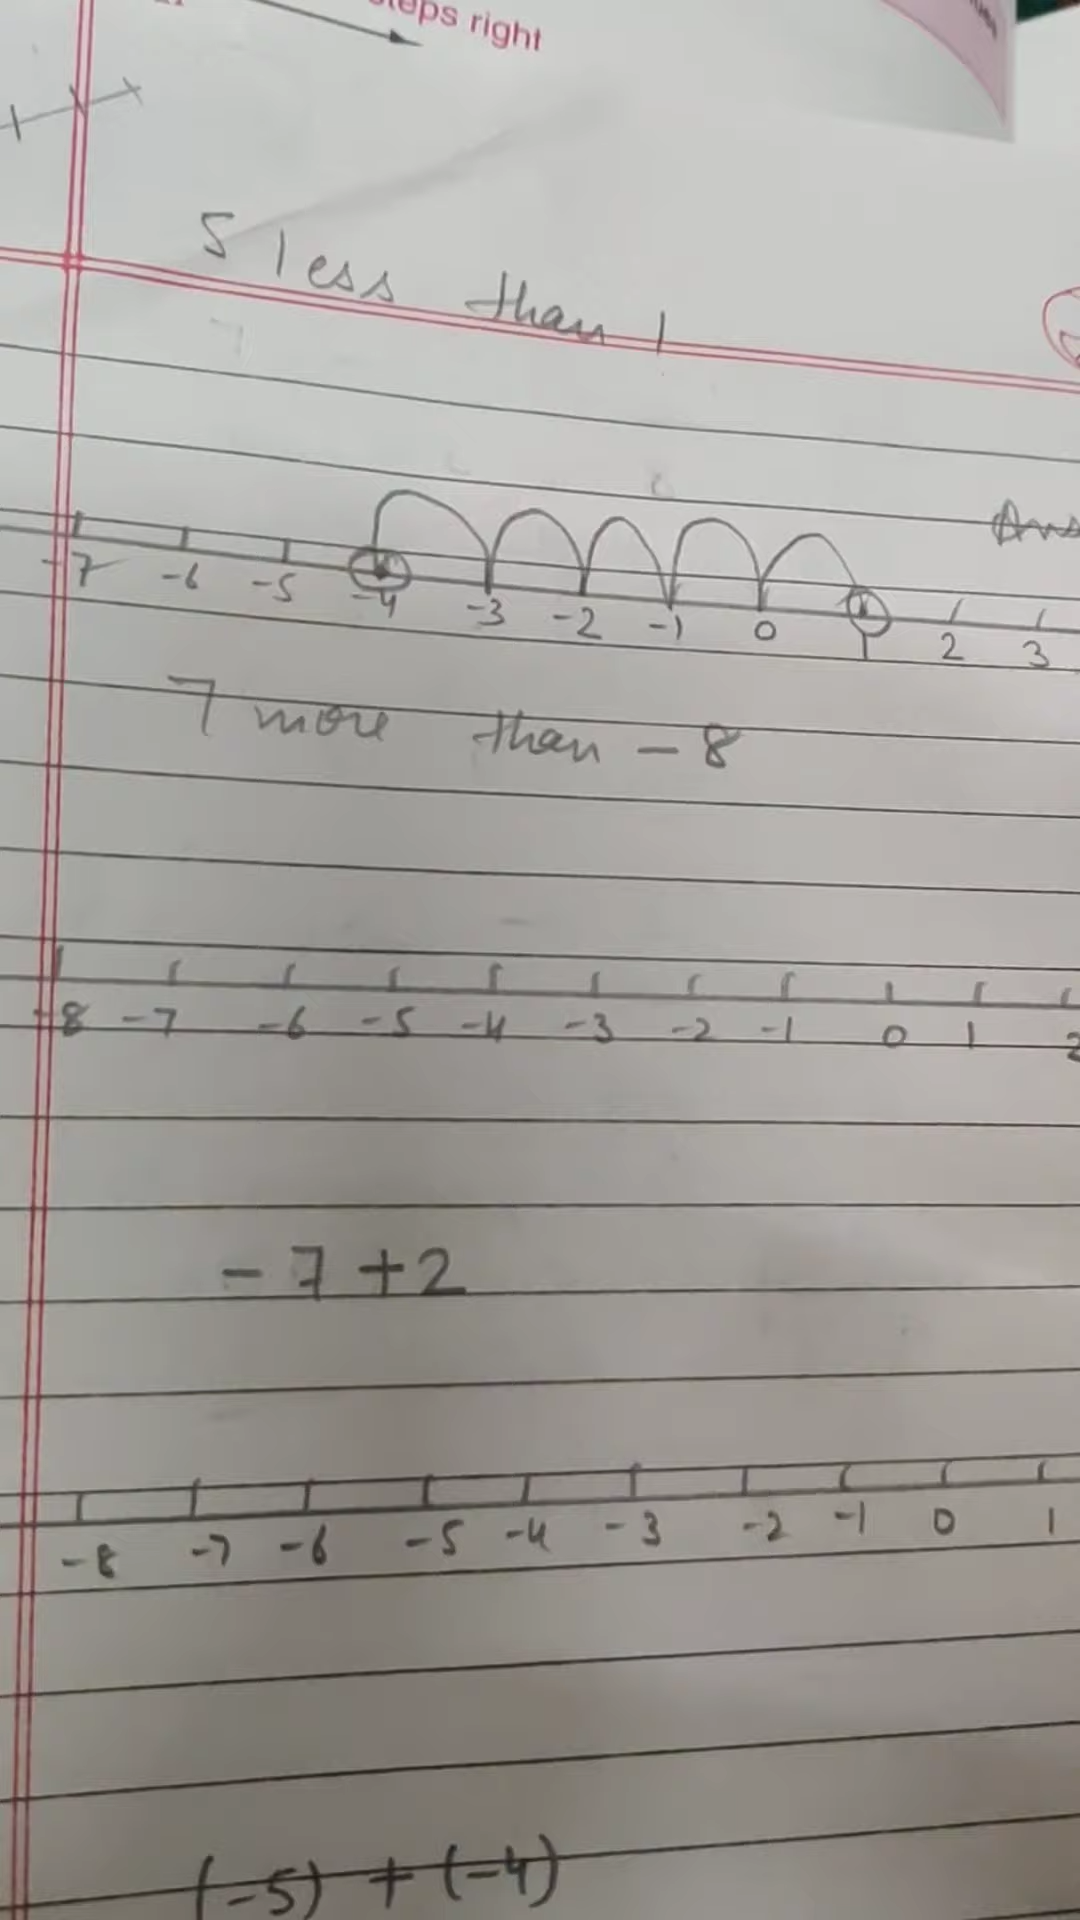 steps right
5 less than 1
Ans
-7 -6 -5 -4 -3 -2 -1 0 1 2 3
7 more than -8
-8 -7 -6 -5 -4 -3 -2 -1 0 1 2
-7 +2
-8 -7 -6 -5 -4 -3 -2 -1 0 1
(-5) + (-4)